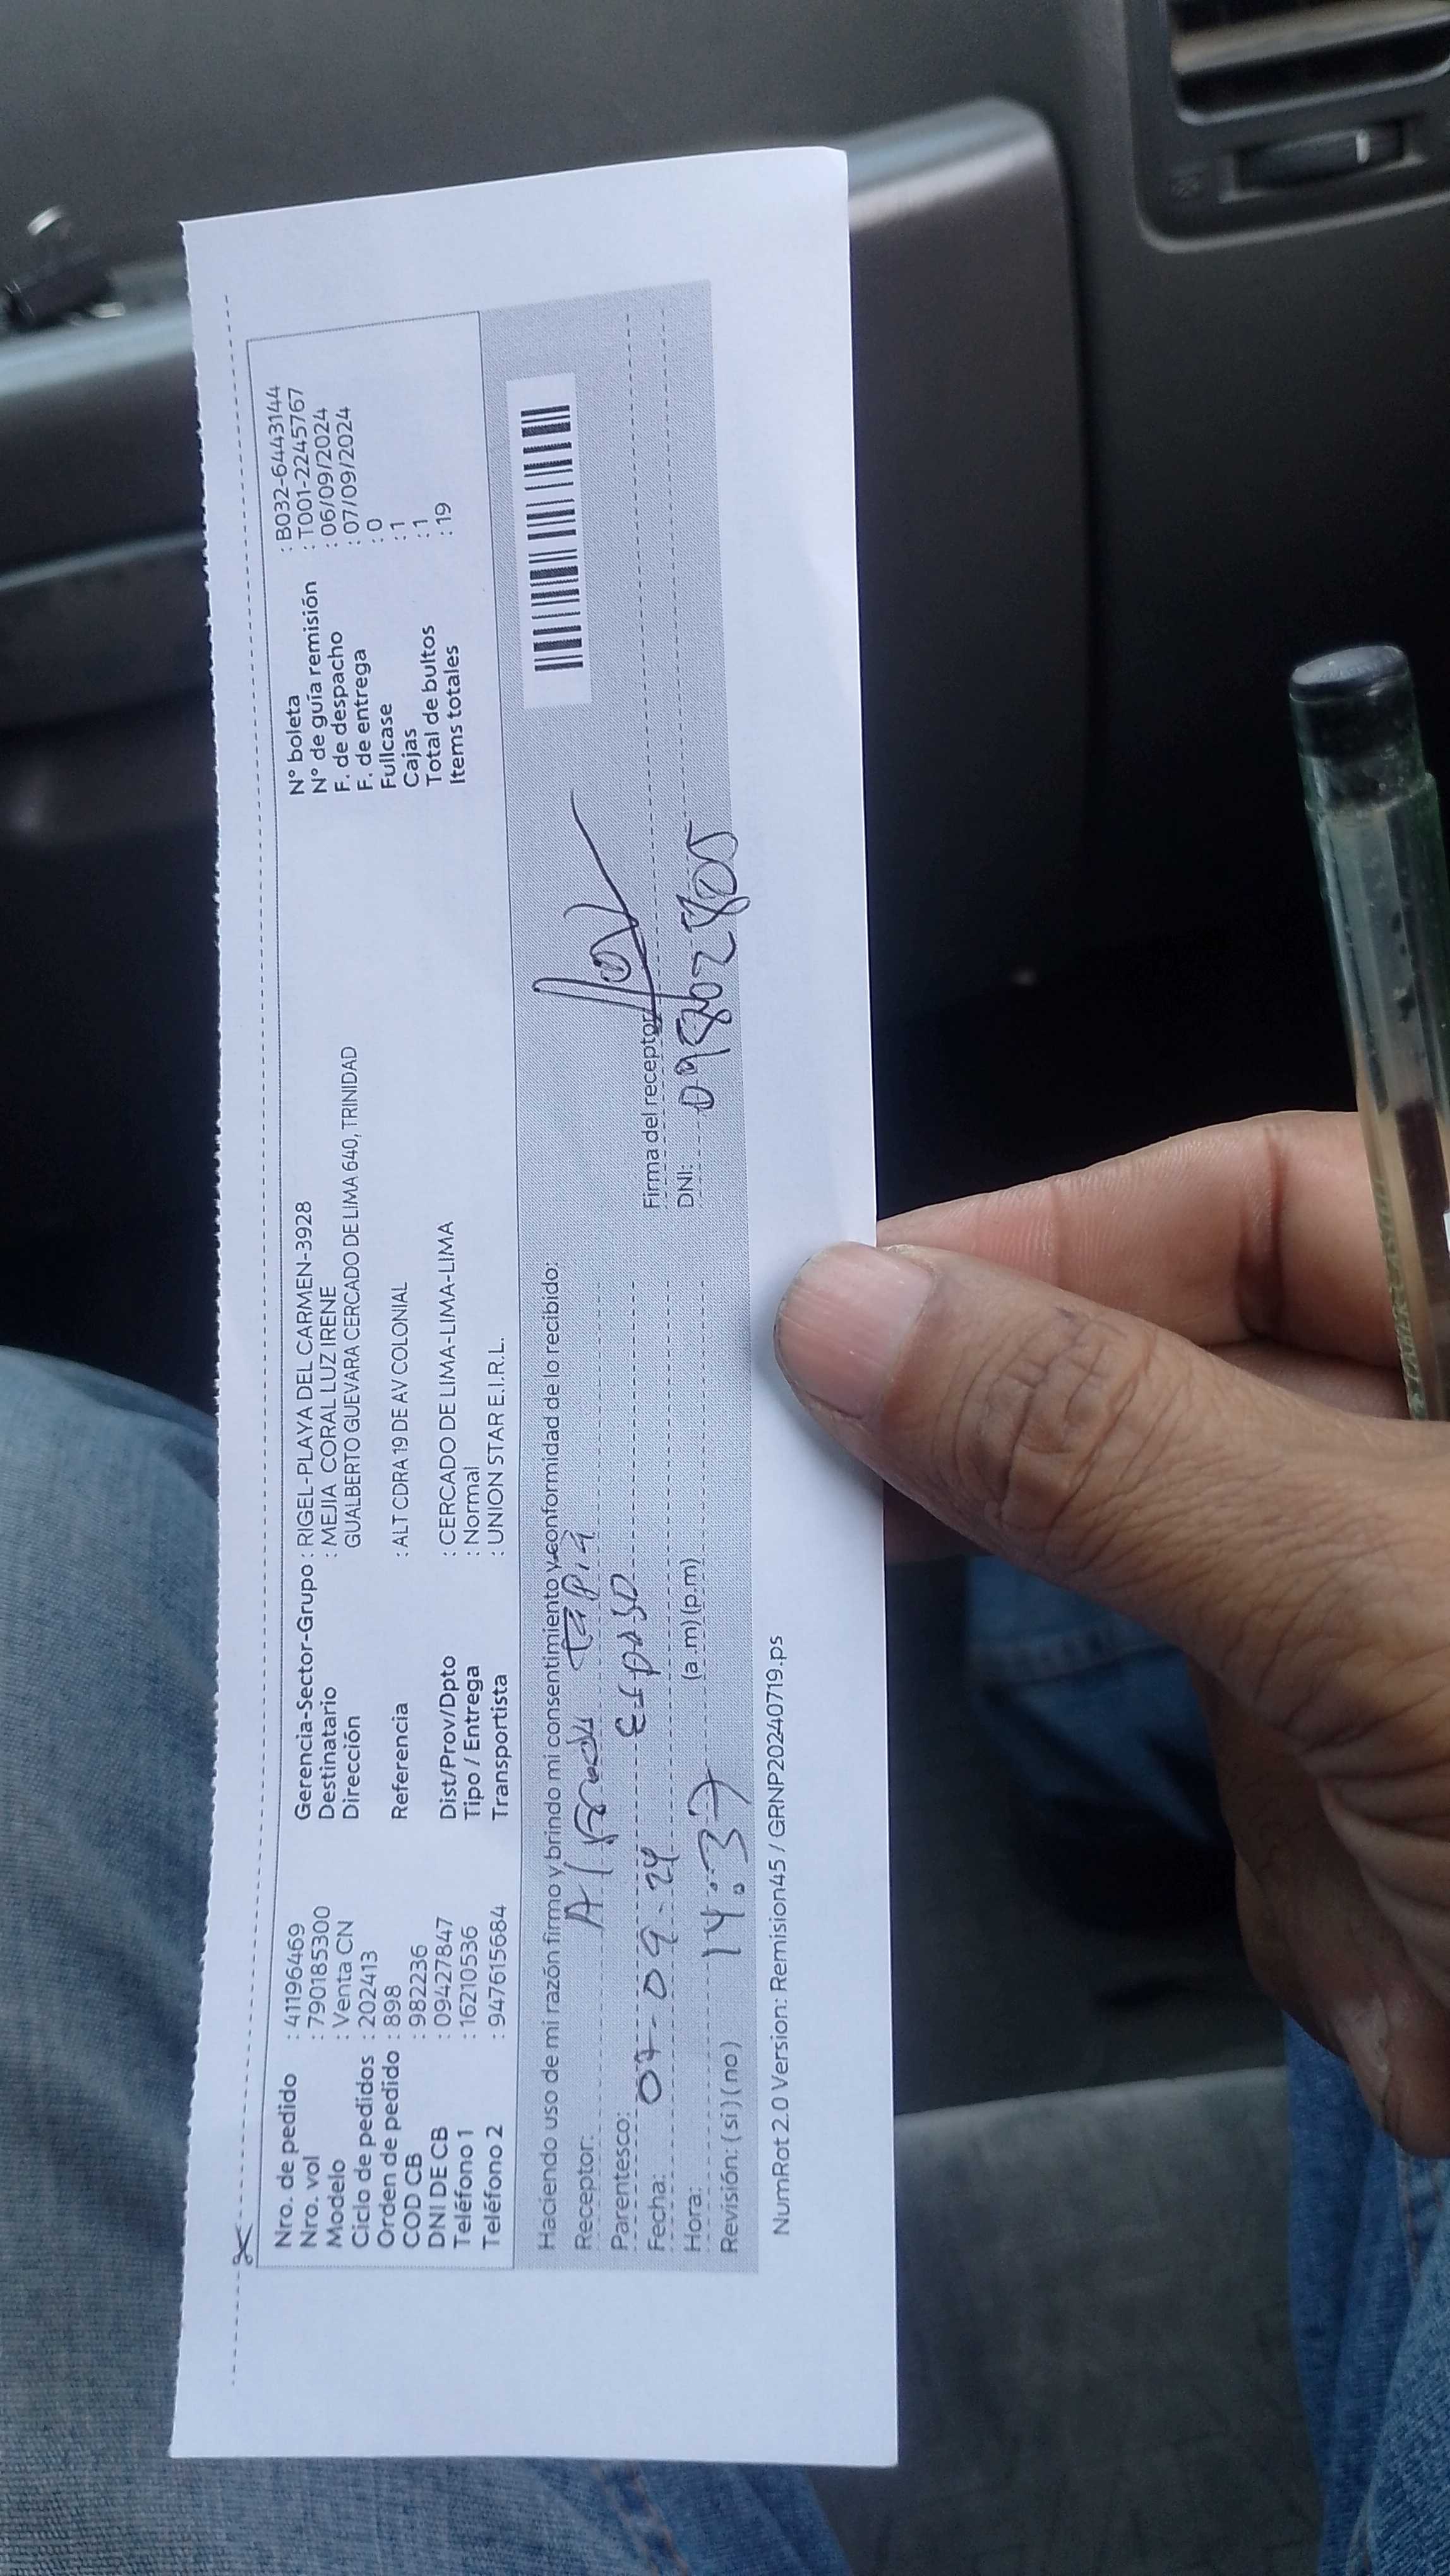 Nro. de pedido : 41196469
Nro. vol : 790185300
Modelo : Venta CN
Ciclo de pedidos : 202413
Orden de pedido : 898
COD CB : 982236
DNI DE CB : 09427847
Teléfono 1 : 16210536
Teléfono 2 : 947615684
Gerencia-Sector-Grupo : RIGEL-PLAYA DEL CARMEN-3928
Destinatario : MEJIA CORAL LUZ IRENE
Dirección GUALBERTO GUEVARA CERCADO DE LIMA 640, TRINIDAD
Referencia : ALT CDRA 19 DE AV COLONIAL
Dist/Prov/Dpto : CERCADO DE LIMA-LIMA-LIMA
Tipo / Entrega : Normal
Transportista : UNION STAR E.I.R.L.
N° boleta : B032-6443144
N° de guía remisión : T001-2245767
F. de despacho : 06/09/2024
F. de entrega : 07/09/2024
Fullcase : 0
Cajas : 1
Total de bultos : 1
Items totales : 19
Haciendo uso de mi razón firmo y brindo mi consentimiento y conformidad de lo recibido:
Receptor: tapia
Parentesco: Esposo
Fecha: 07-09-24
Hora: 14:37 (a.m) (p.m)
Revisión: ( si ) ( no )
Firma del receptor
DNI:
NumRot 2.0 Version: Remision45 / GRNP20240719.ps